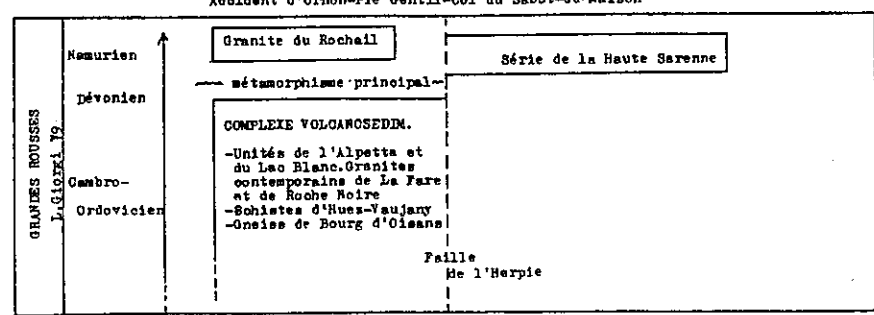 GRANDES ROUSSES
L.Giorgi 79
Namurien
Dévonien
Cambro-
Ordovicien
Granite du Rochail
Série de la Haute Sarenne
métamorphisme principal
COMPLEXE VOLCANOSEDIM.
-Unités de l'Alpetta et
du Lac Blanc.Granites
contemporains de La Fare
et de Roche Noire
-Schistes d'Huez-Vaujany
-Gneiss de Bourg d'Oisans
Faille
de l'Herpie